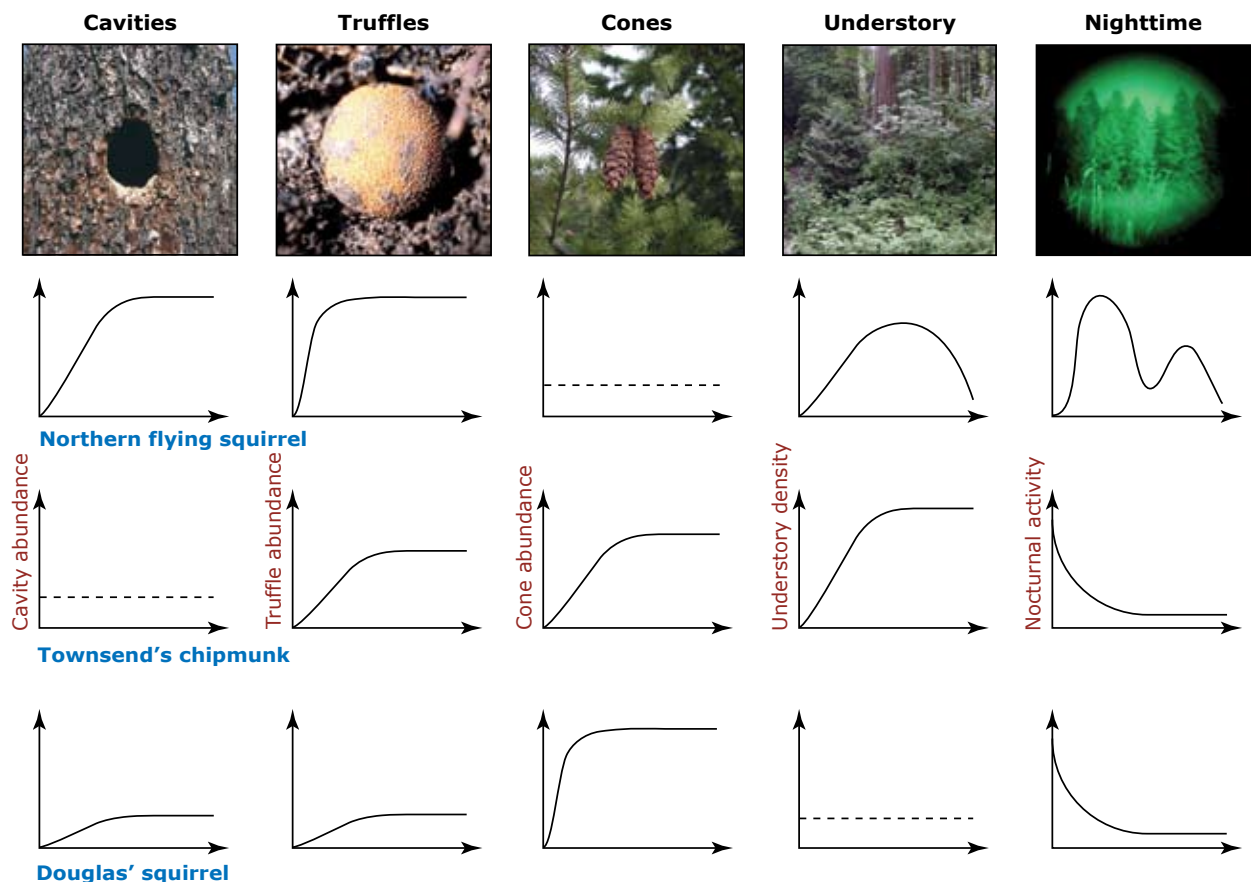 Cavities
Truffles
Cones
Understory
Nighttime
Northern flying squirrel
Cavity abundance
Truffle abundance
Cone abundance
Understory density
Nocturnal activity
Townsend’s chipmunk
Douglas’ squirrel